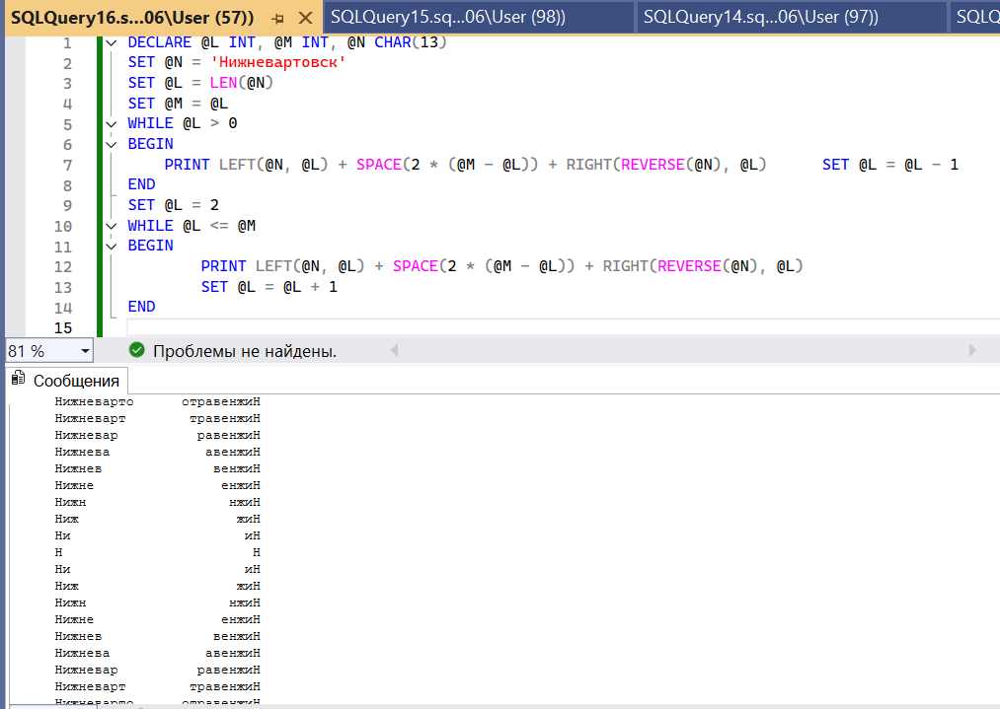 SQLQuery16.s...06\User (57)) SQLQuery15.sq...06\User (98)) SQLQuery14.sq...06\User (97)) SQLQ
1 DECLARE @L INT, @M INT, @N CHAR(13)
2 SET @N = 'Нижневартовск'
3 SET @L = LEN(@N)
4 SET @M = @L
5 WHILE @L > 0
6 BEGIN
7 PRINT LEFT(@N, @L) + SPACE(2 * (@M - @L)) + RIGHT(REVERSE(@N), @L) SET @L = @L - 1
8 END
9 SET @L = 2
10 WHILE @L <= @M
11 BEGIN
12 PRINT LEFT(@N, @L) + SPACE(2 * (@M - @L)) + RIGHT(REVERSE(@N), @L)
13 SET @L = @L + 1
14 END
15
81 % Проблемы не найдены.
Сообщения
Нижневарто отравенжиН
Нижневарт травенжиН
Нижневар равенжиН
Нижнева авенжиН
Нижнев венжиН
Нижне енжиН
Нижн нжиН
Ниж жиН
Ни иН
Н Н
Ни иН
Ниж жиН
Нижн нжиН
Нижне енжиН
Нижнев венжиН
Нижнева авенжиН
Нижневар равенжиН
Нижневарт травенжиН
Нижневарто отравенжиН